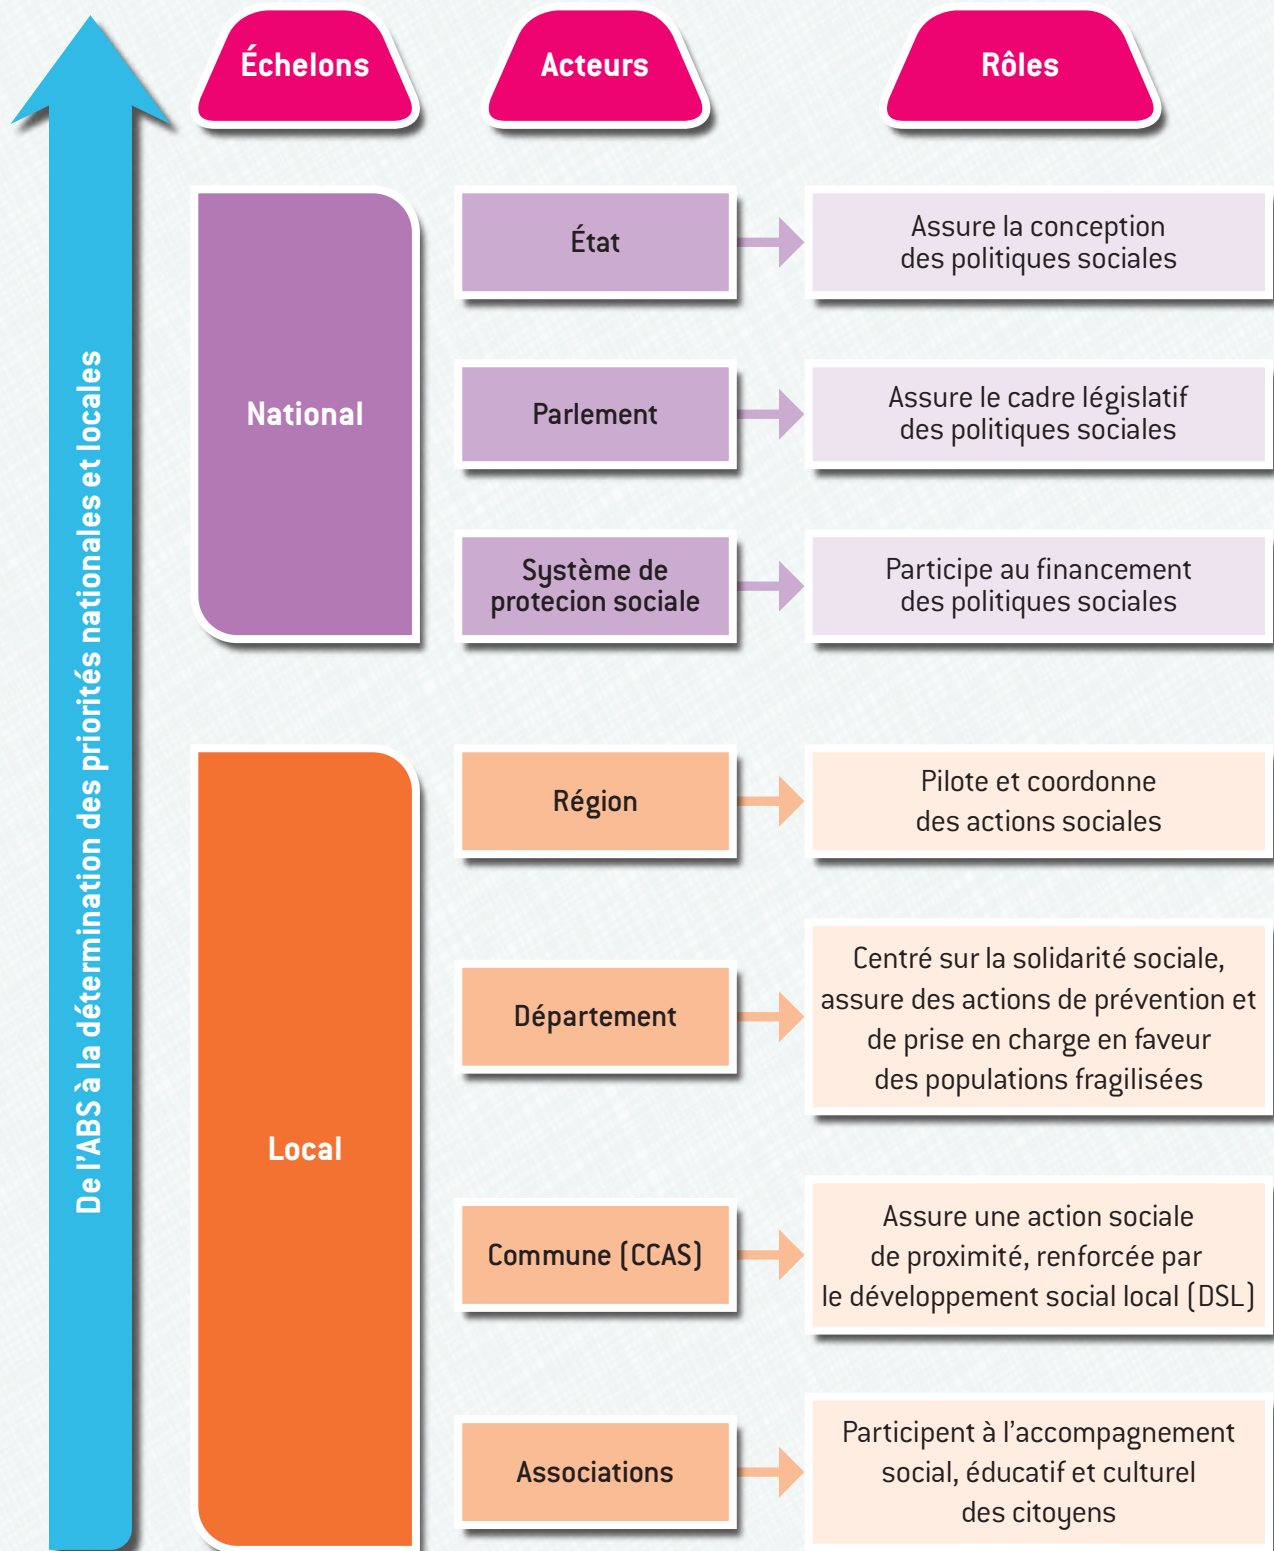 Échelons
Acteurs
Rôles
De l'ABS à la détermination des priorités nationales et locales
National
État
Assure la conception
des politiques sociales
Parlement
Assure le cadre législatif
des politiques sociales
Système de
protecion sociale
Participe au financement
des politiques sociales
Local
Région
Pilote et coordonne
des actions sociales
Département
Centré sur la solidarité sociale,
assure des actions de prévention et
de prise en charge en faveur
des populations fragilisées
Commune (CCAS)
Assure une action sociale
de proximité, renforcée par
le développement social local (DSL)
Associations
Participent à l'accompagnement
social, éducatif et culturel
des citoyens